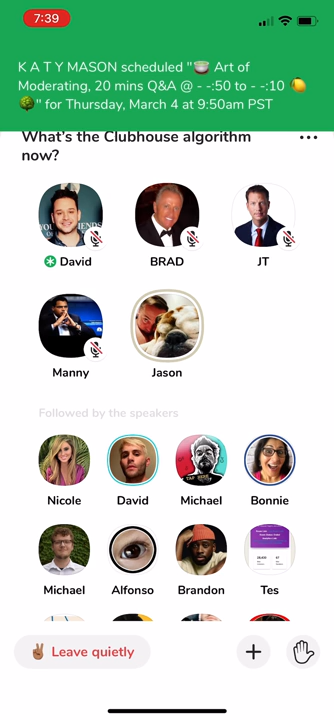 7:39
K A T Y MASON scheduled "🍵 Art of
Moderating, 20 mins Q&A @ - -:50 to - -:10 🍋
🌳" for Thursday, March 4 at 9:50am PST
What's the Clubhouse algorithm
now?
David
BRAD
JT
Manny
Jason
Followed by the speakers
Nicole
David
Michael
Bonnie
Michael
Alfonso
Brandon
Tes
✌🏽 Leave quietly